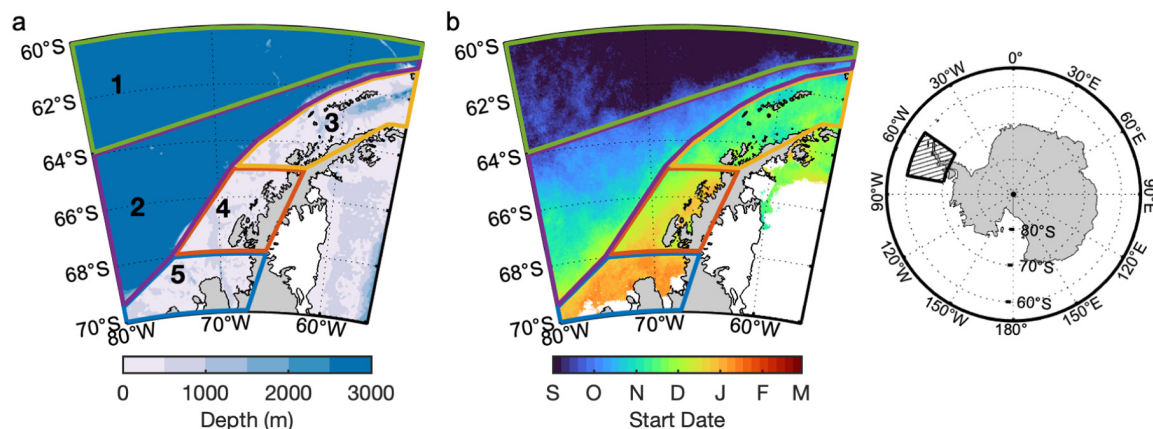 a
60°S
62°S
64°S
66°S
68°S
70°S
80°W
70°W
60°W
1
2
3
4
5
0 1000 2000 3000
Depth (m)
b
60°S
62°S
64°S
66°S
68°S
70°S
80°W
70°W
60°W
S O N D J F M
Start Date
0°
30°W
30°E
60°W
60°E
90°W
90°E
80°S
70°S
60°S
120°W
120°E
150°W
150°E
180°